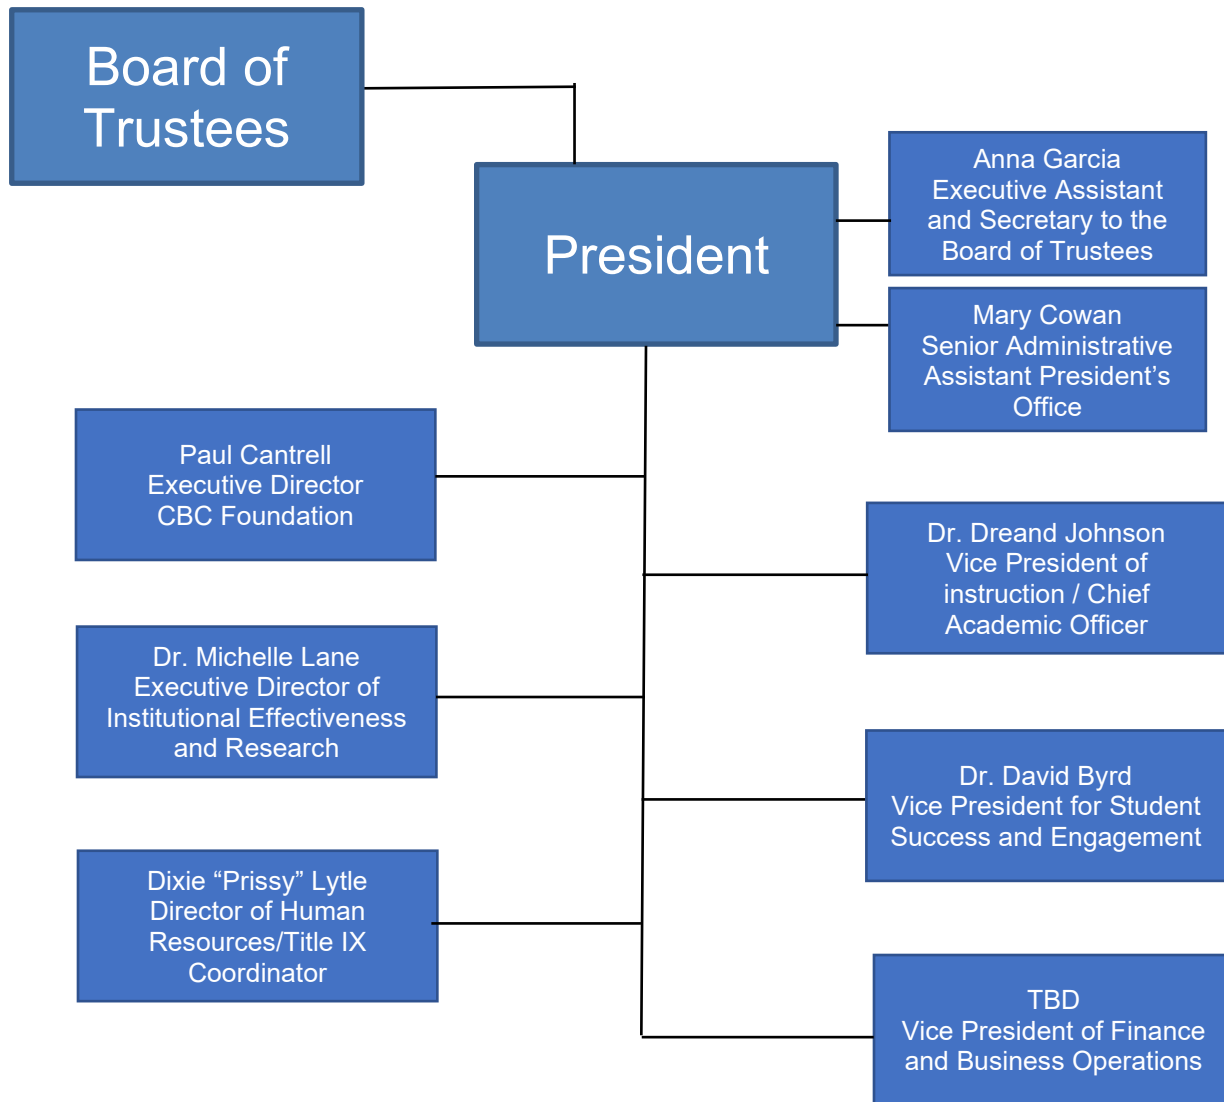 Board of
Trustees
President
Anna Garcia
Executive Assistant
and Secretary to the
Board of Trustees
Mary Cowan
Senior Administrative
Assistant President’s
Office
Paul Cantrell
Executive Director
CBC Foundation
Dr. Dreand Johnson
Vice President of
instruction / Chief
Academic Officer
Dr. Michelle Lane
Executive Director of
Institutional Effectiveness
and Research
Dr. David Byrd
Vice President for Student
Success and Engagement
Dixie “Prissy” Lytle
Director of Human
Resources/Title IX
Coordinator
TBD
Vice President of Finance
and Business Operations